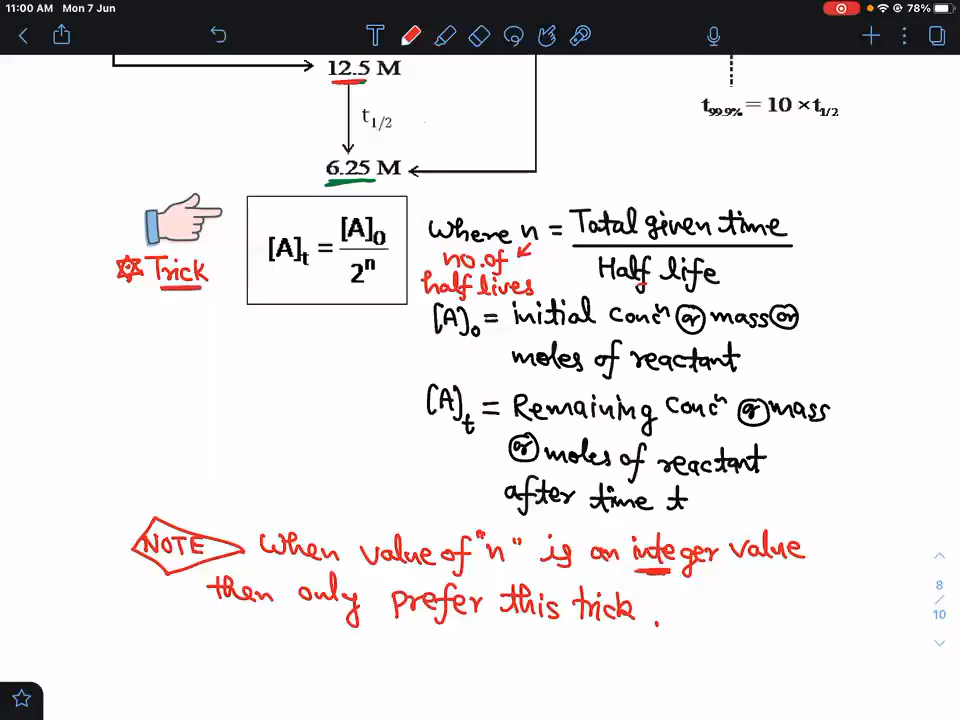 11:00 AM Mon 7 Jun
78%
12.5 M
t1/2
6.25 M
t99.9% = 10 × t1/2
Trick
[A]t = [A]0 / 2^n
Where n = Total given time / Half life
no. of
half lives
[A]0 = initial concn or mass or
moles of reactant
[A]t = Remaining concn or mass
or moles of reactant
after time t
NOTE When value of "n" is an integer value
then only prefer this trick.
8
/
10